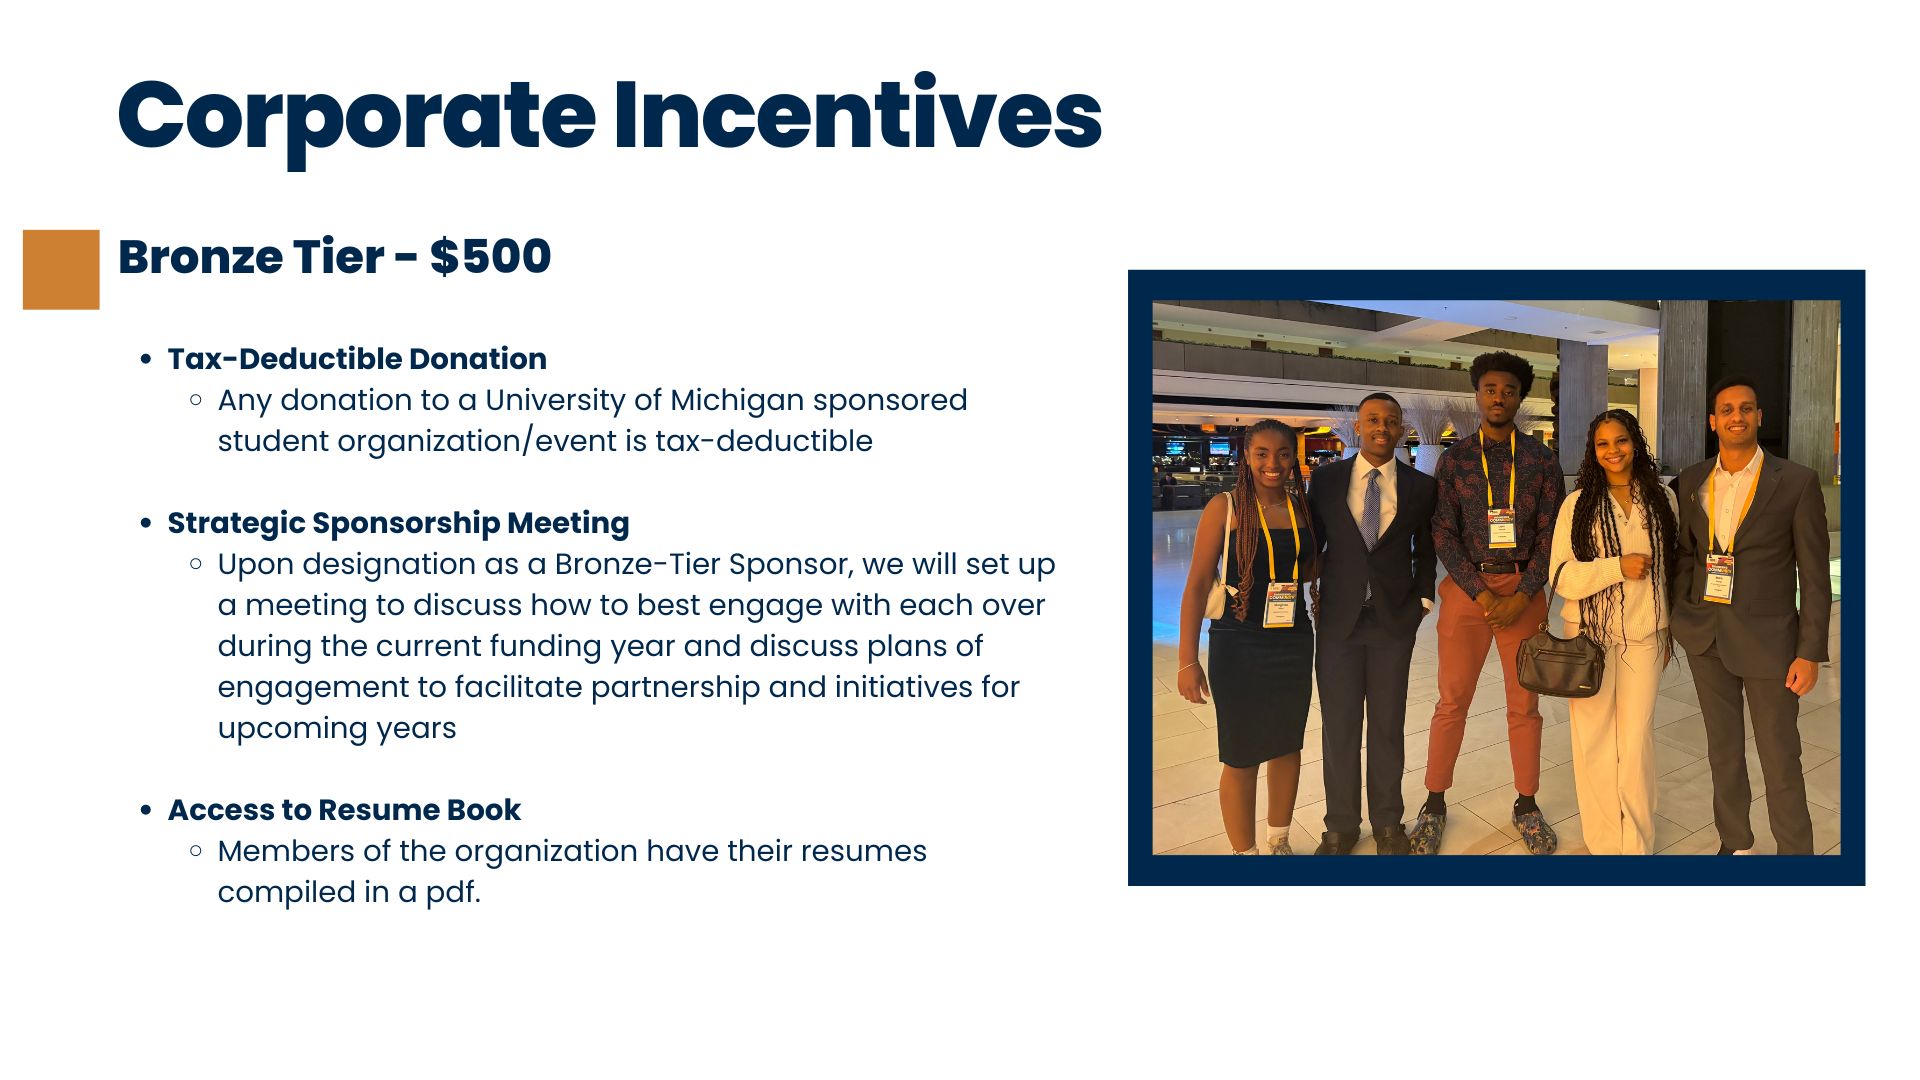 Corporate Incentives
Bronze Tier - $500
• Tax-Deductible Donation
○ Any donation to a University of Michigan sponsored
student organization/event is tax-deductible
• Strategic Sponsorship Meeting
○ Upon designation as a Bronze-Tier Sponsor, we will set up
a meeting to discuss how to best engage with each over
during the current funding year and discuss plans of
engagement to facilitate partnership and initiatives for
upcoming years
• Access to Resume Book
○ Members of the organization have their resumes
compiled in a pdf.